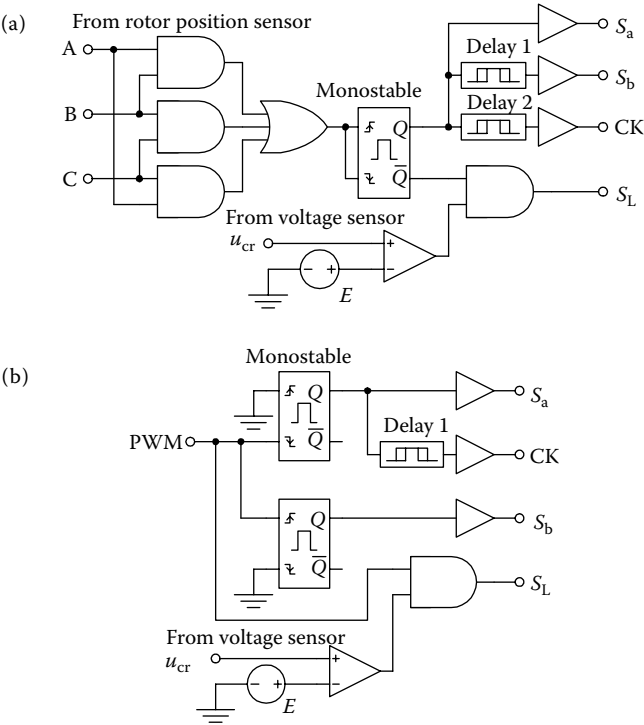 (a)
From rotor position sensor
A
B
C
Monostable
Q
Q̅
Delay 1
Delay 2
Sa
Sb
CK
SL
From voltage sensor
ucr
+
−
− +
E
(b)
Monostable
Q
Q̅
PWM
Delay 1
Sa
CK
Q
Q̅
Sb
SL
From voltage sensor
ucr
+
−
− +
E